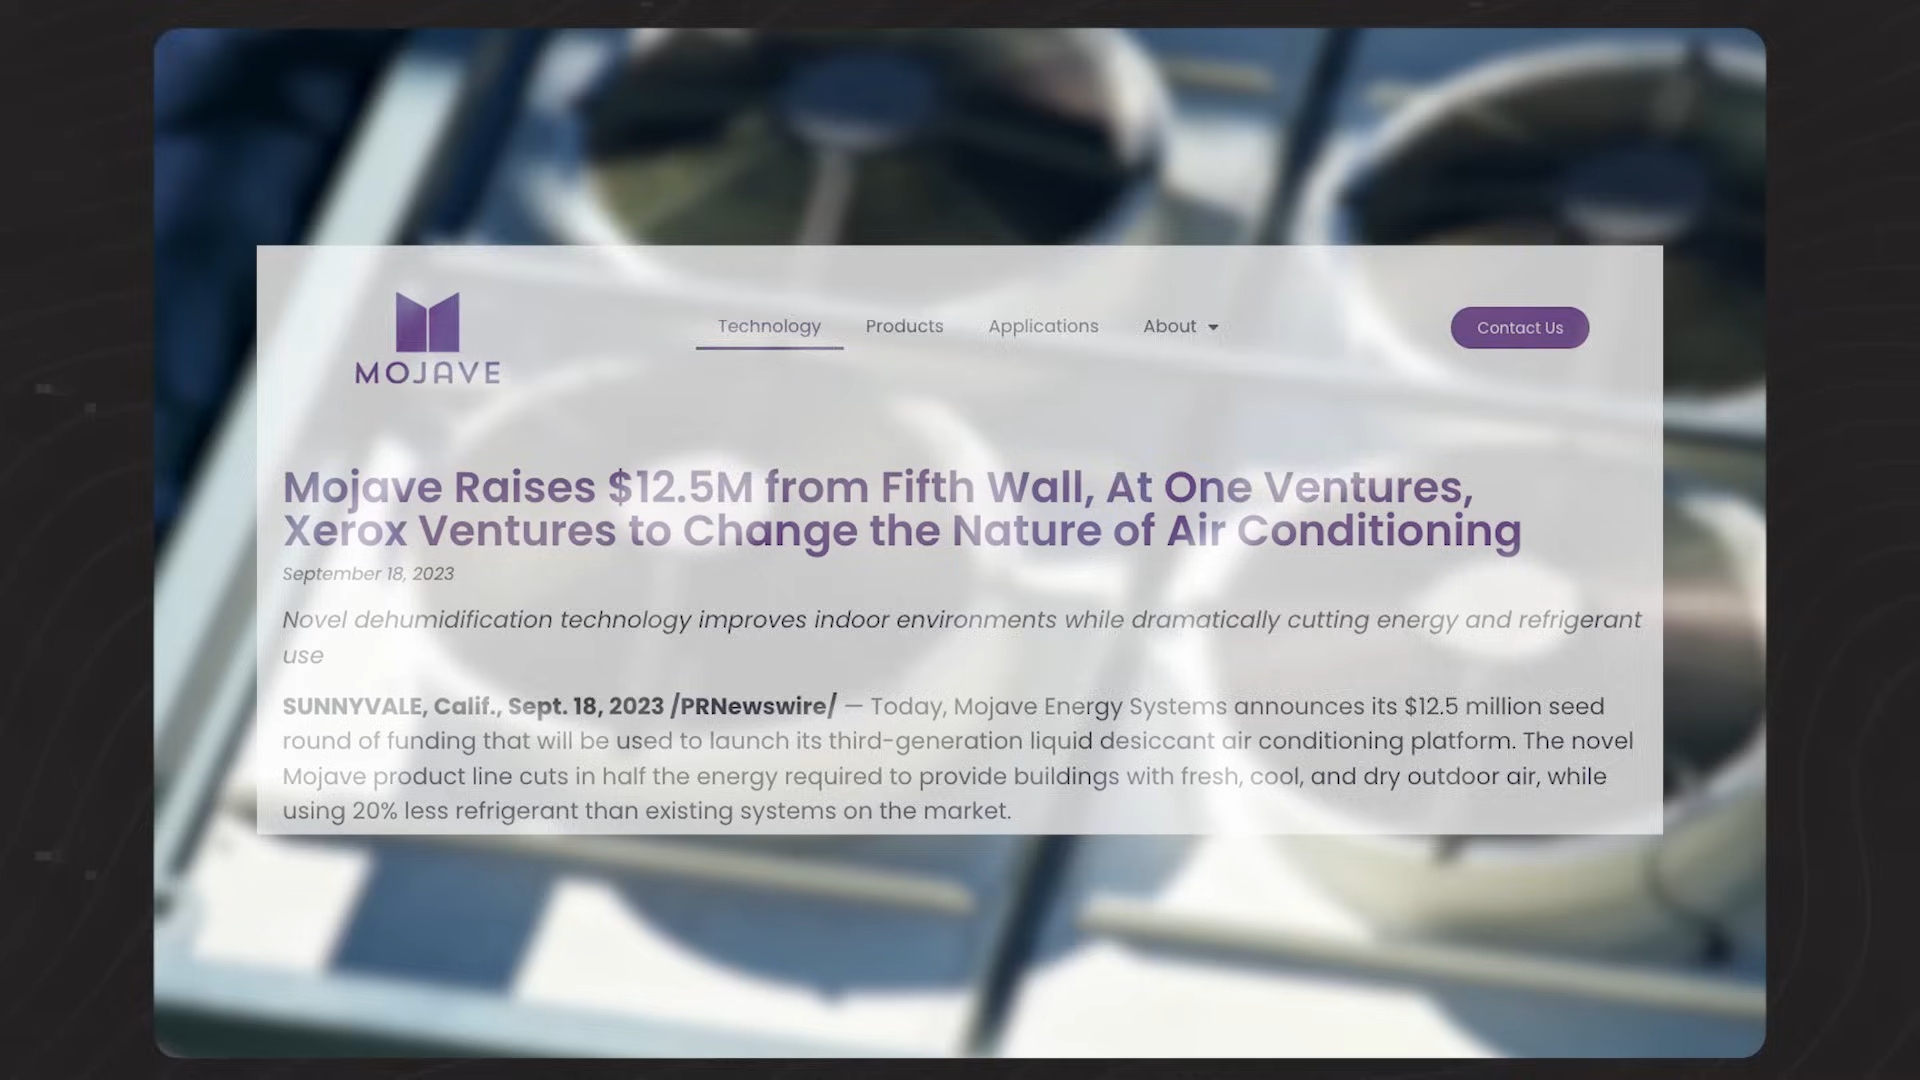 MOJAVE
Technology Products Applications About Contact Us
Mojave Raises $12.5M from Fifth Wall, At One Ventures,
Xerox Ventures to Change the Nature of Air Conditioning
September 18, 2023
Novel dehumidification technology improves indoor environments while dramatically cutting energy and refrigerant
use
SUNNYVALE, Calif., Sept. 18, 2023 /PRNewswire/ — Today, Mojave Energy Systems announces its $12.5 million seed
round of funding that will be used to launch its third-generation liquid desiccant air conditioning platform. The novel
Mojave product line cuts in half the energy required to provide buildings with fresh, cool, and dry outdoor air, while
using 20% less refrigerant than existing systems on the market.